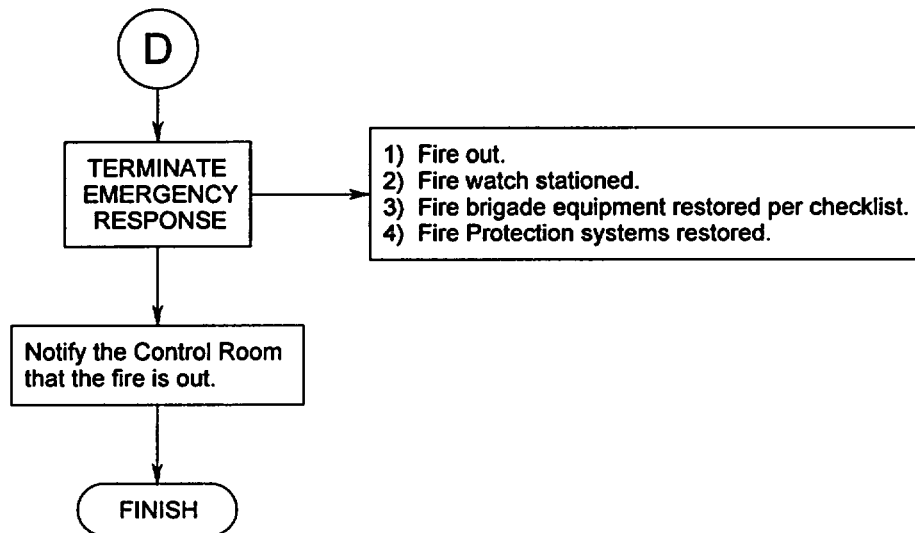 D
TERMINATE
EMERGENCY
RESPONSE
1) Fire out.
2) Fire watch stationed.
3) Fire brigade equipment restored per checklist.
4) Fire Protection systems restored.
Notify the Control Room
that the fire is out.
FINISH